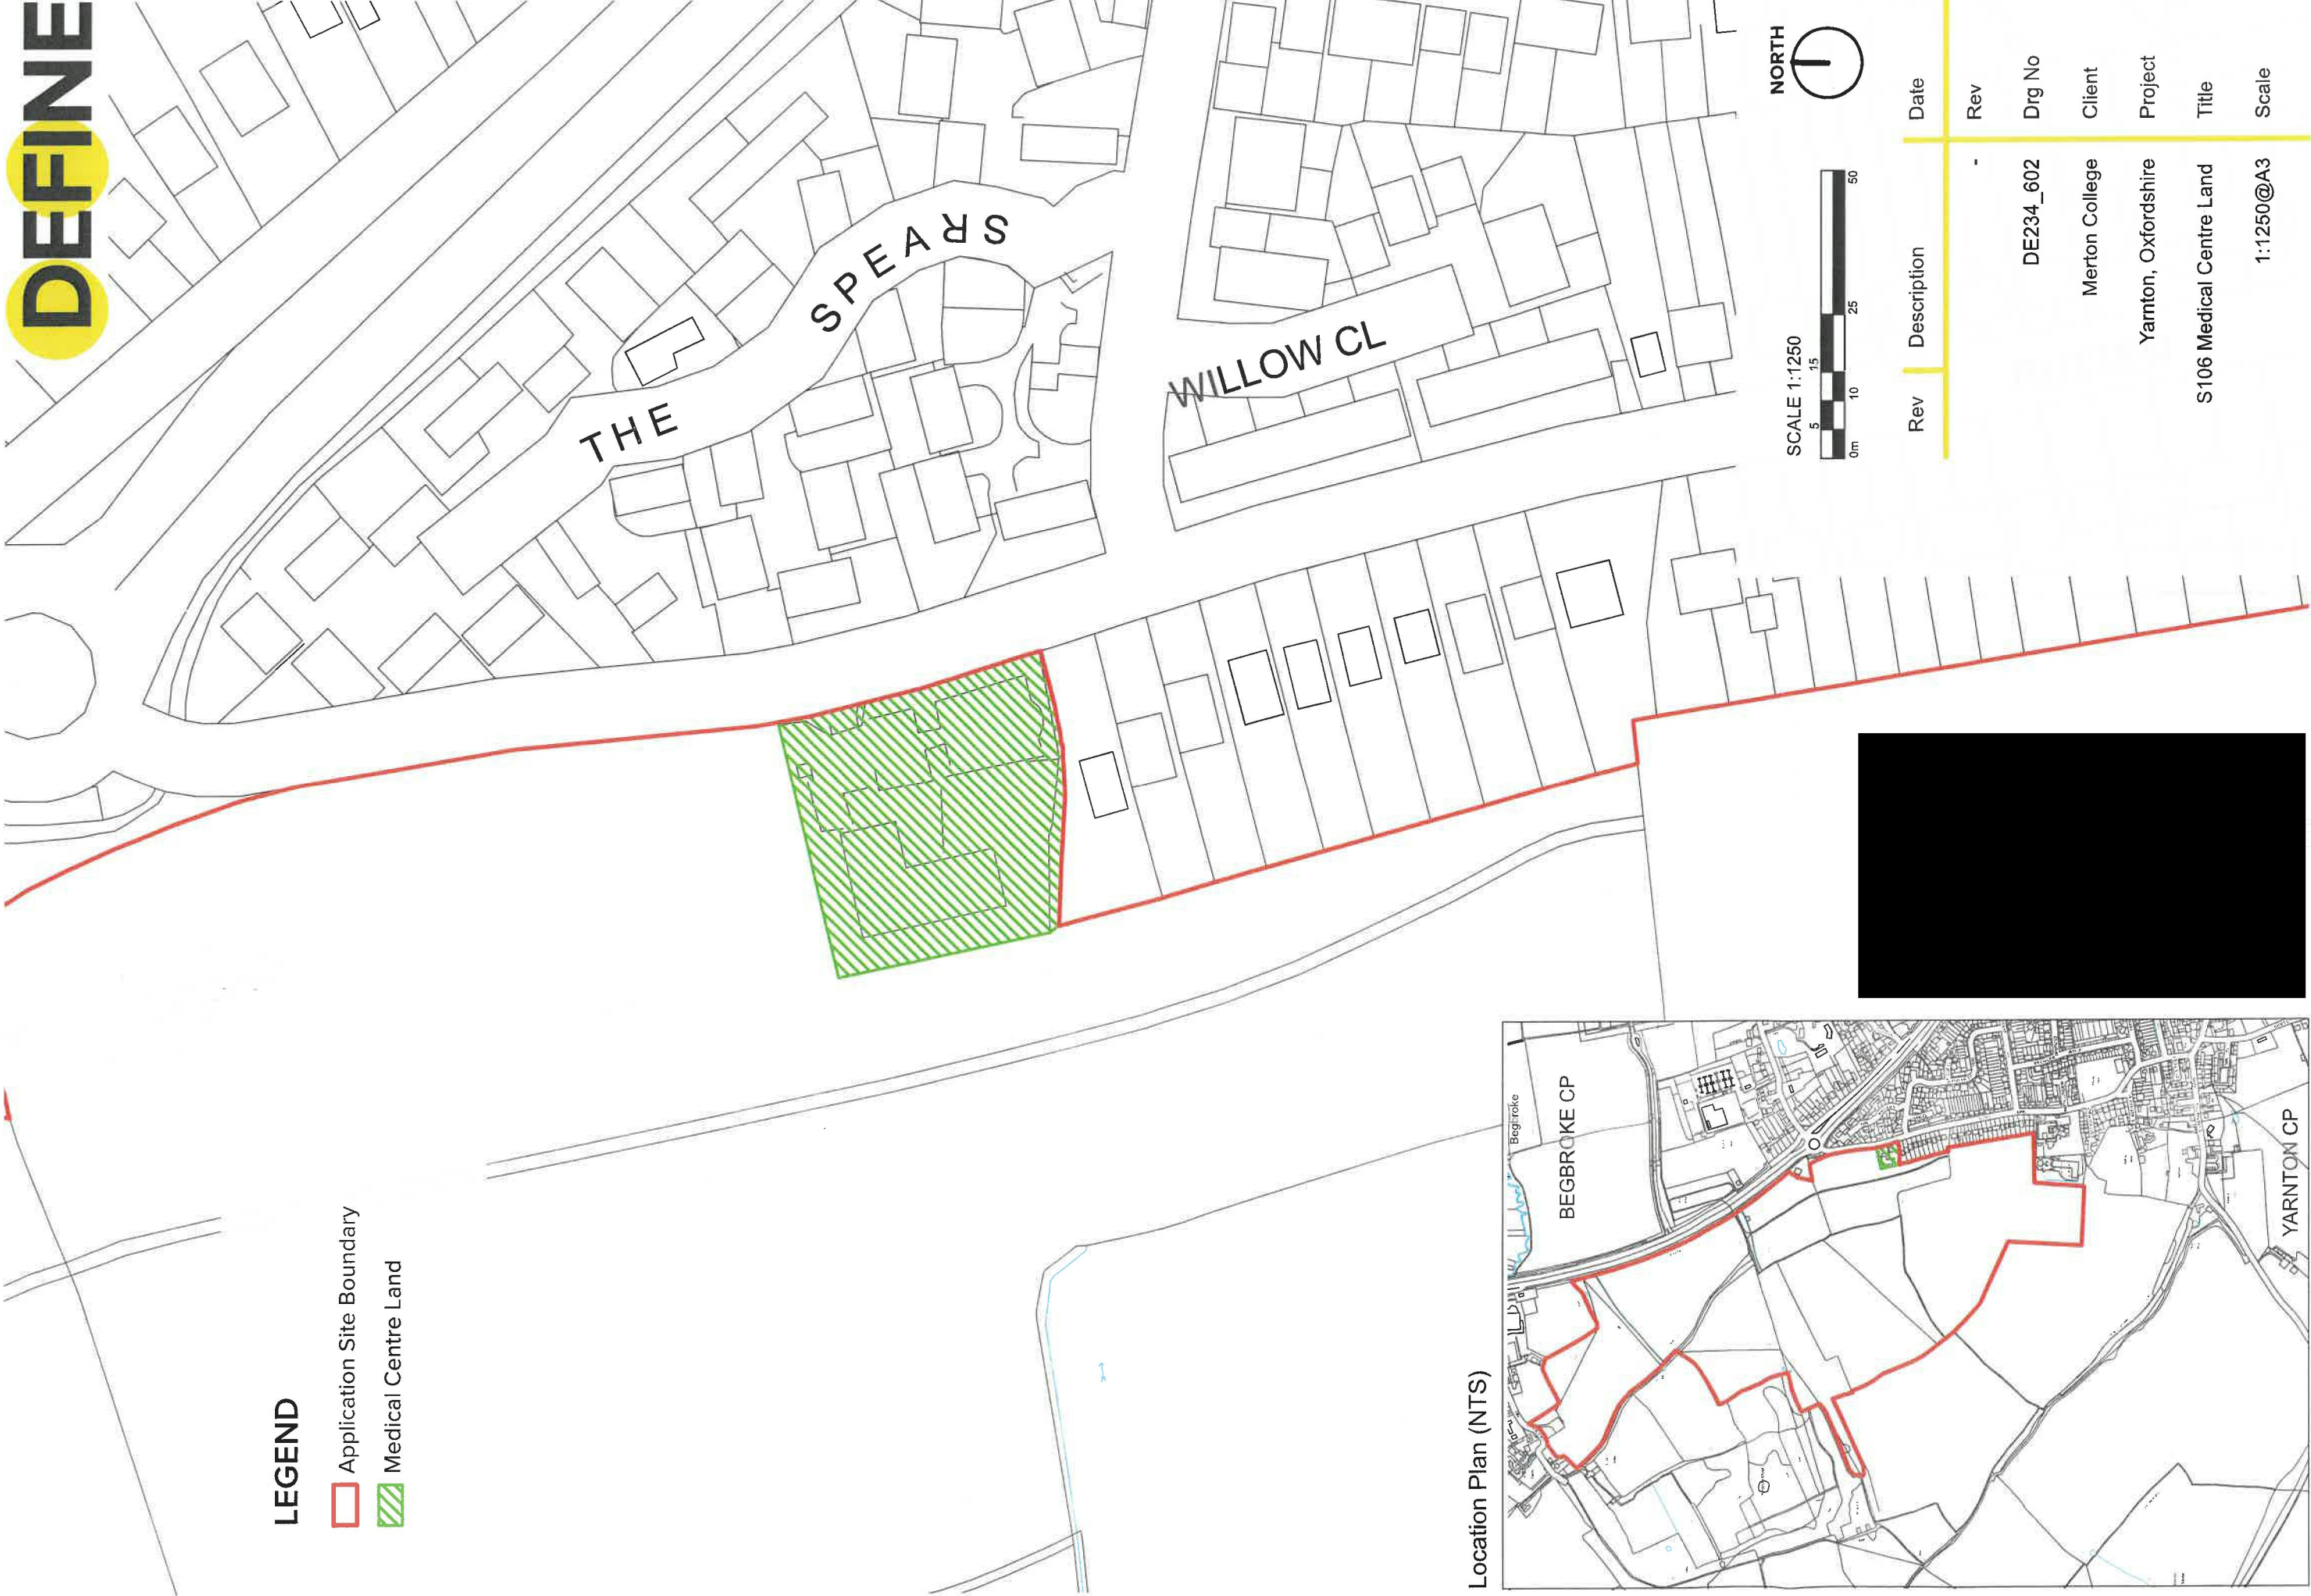 DEFINE
THE SPEARS
WILLOW CL
NORTH
SCALE 1:1250
0m 5 10 15 25 50
Rev Description Date
- Rev
DE234_602 Drg No
Merton College Client
Yarnton, Oxfordshire Project
S106 Medical Centre Land Title
1:1250@A3 Scale
LEGEND
Application Site Boundary
Medical Centre Land
Location Plan (NTS)
Begbroke
BEGBROKE CP
YARNTON CP